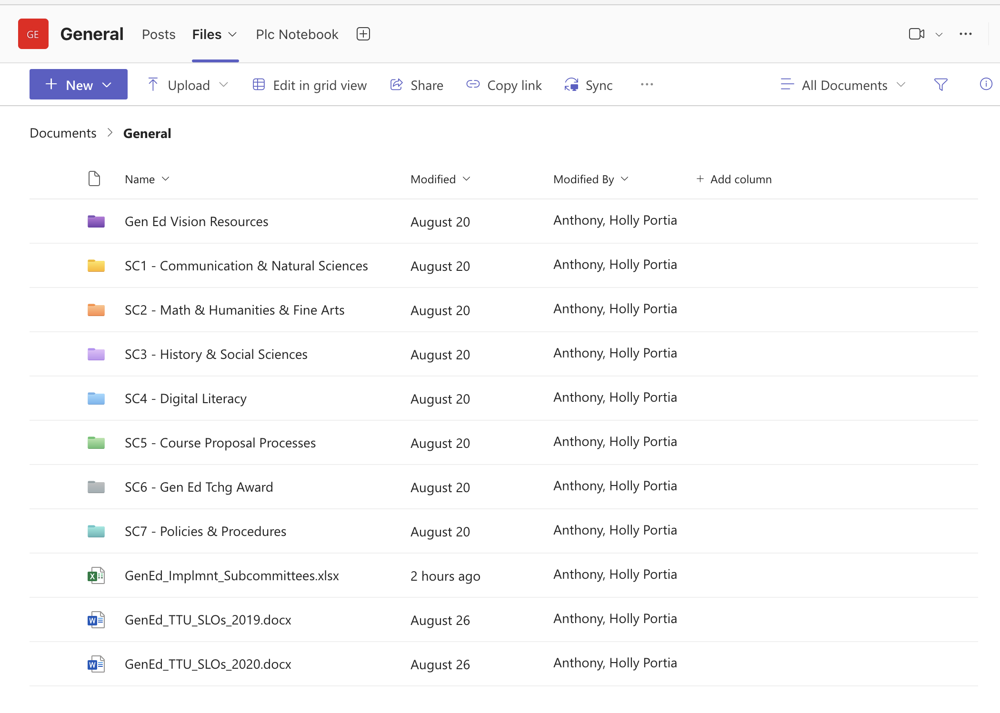 GE General Posts Files Plc Notebook
New Upload Edit in grid view Share Copy link Sync All Documents
Documents > General
Name Modified Modified By + Add column
Gen Ed Vision Resources August 20 Anthony, Holly Portia
SC1 - Communication & Natural Sciences August 20 Anthony, Holly Portia
SC2 - Math & Humanities & Fine Arts August 20 Anthony, Holly Portia
SC3 - History & Social Sciences August 20 Anthony, Holly Portia
SC4 - Digital Literacy August 20 Anthony, Holly Portia
SC5 - Course Proposal Processes August 20 Anthony, Holly Portia
SC6 - Gen Ed Tchg Award August 20 Anthony, Holly Portia
SC7 - Policies & Procedures August 20 Anthony, Holly Portia
GenEd_Implmnt_Subcommittees.xlsx 2 hours ago Anthony, Holly Portia
GenEd_TTU_SLOs_2019.docx August 26 Anthony, Holly Portia
GenEd_TTU_SLOs_2020.docx August 26 Anthony, Holly Portia